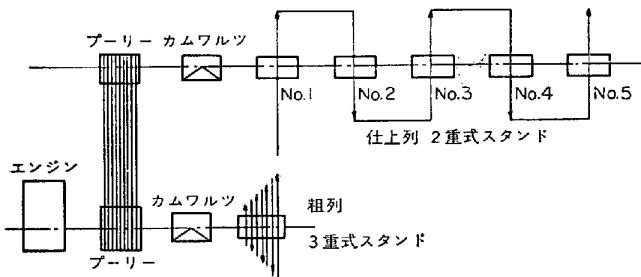 プーリー カムワルツ
No.1 No.2 No.3 No.4 No.5
仕上列 2重式スタンド
エンジン
カムワルツ
粗列
3重式スタンド
プーリー